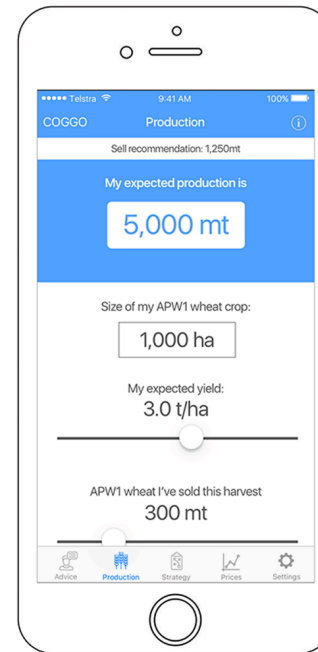 Telstra 9:41 AM 100%
COGGO Production
Sell recommendation: 1,250mt
My expected production is
5,000 mt
Size of my APW1 wheat crop:
1,000 ha
My expected yield:
3.0 t/ha
APW1 wheat I've sold this harvest
300 mt
Advice Production Strategy Prices Settings